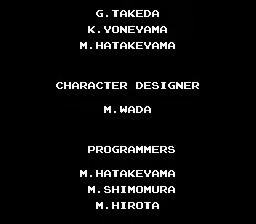 G.TAKEDA
K.YONEYAMA
M.HATAKEYAMA
CHARACTER DESIGNER
M.WADA
PROGRAMMERS
M.HATAKEYAMA
M.SHIMOMURA
M.HIROTA